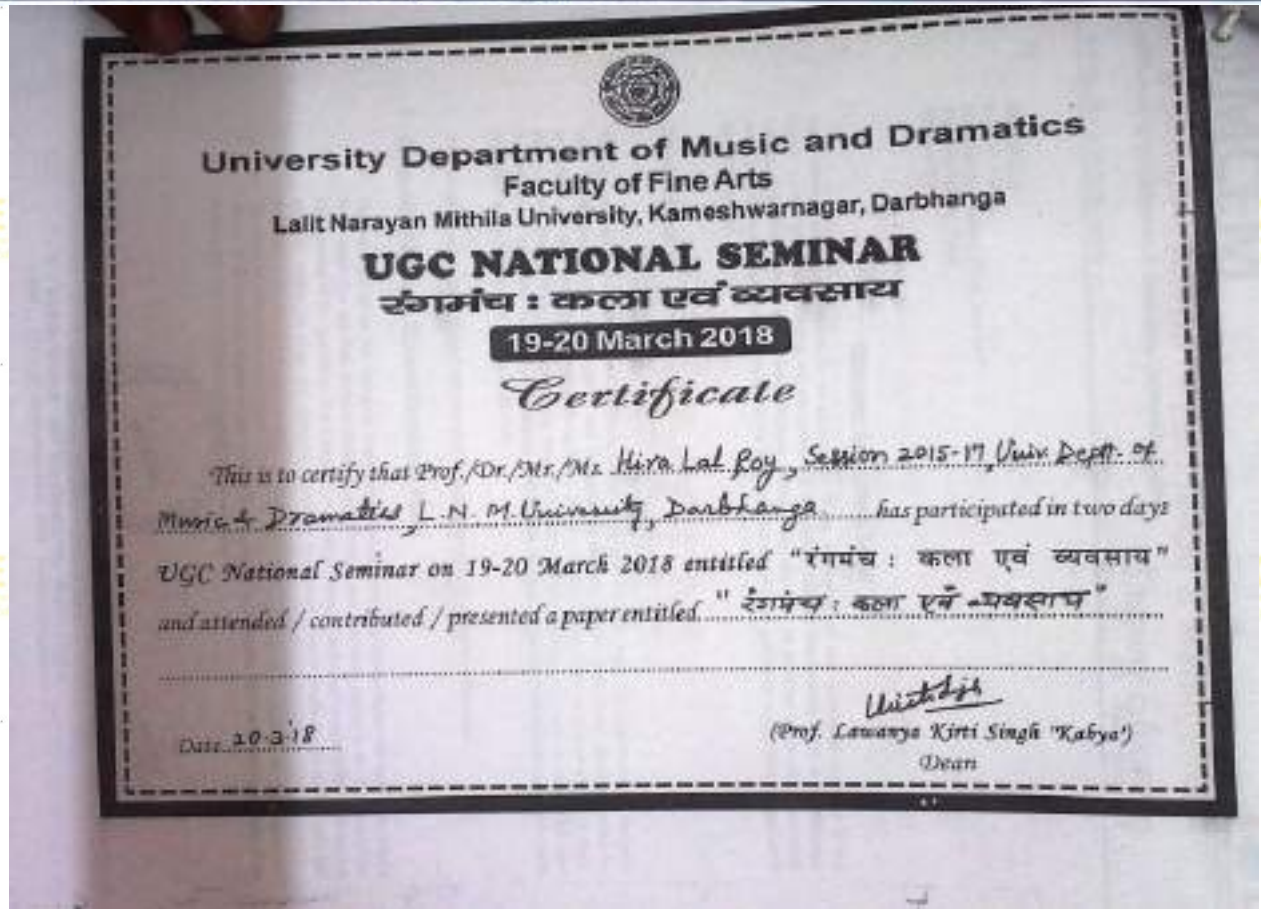 University Department of Music and Dramatics
Faculty of Fine Arts
Lalit Narayan Mithila University, Kameshwarnagar, Darbhanga
UGC NATIONAL SEMINAR
रंगमंच : कला एवं व्यवसाय
19-20 March 2018
Certificate
This is to certify that Prof./Dr./Mr./Ms. Hira Lal Roy, Session 2015-17, Univ. Deptt. of
Music & Dramatics, L.N.M. University, Darbhanga has participated in two days
UGC National Seminar on 19-20 March 2018 entitled "रंगमंच : कला एवं व्यवसाय"
and attended / contributed / presented a paper entitled "रंगमंच : कला एवं व्यवसाय"
Date 20.3.18
(Prof. Lawanya Kirti Singh 'Kabya')
Dean